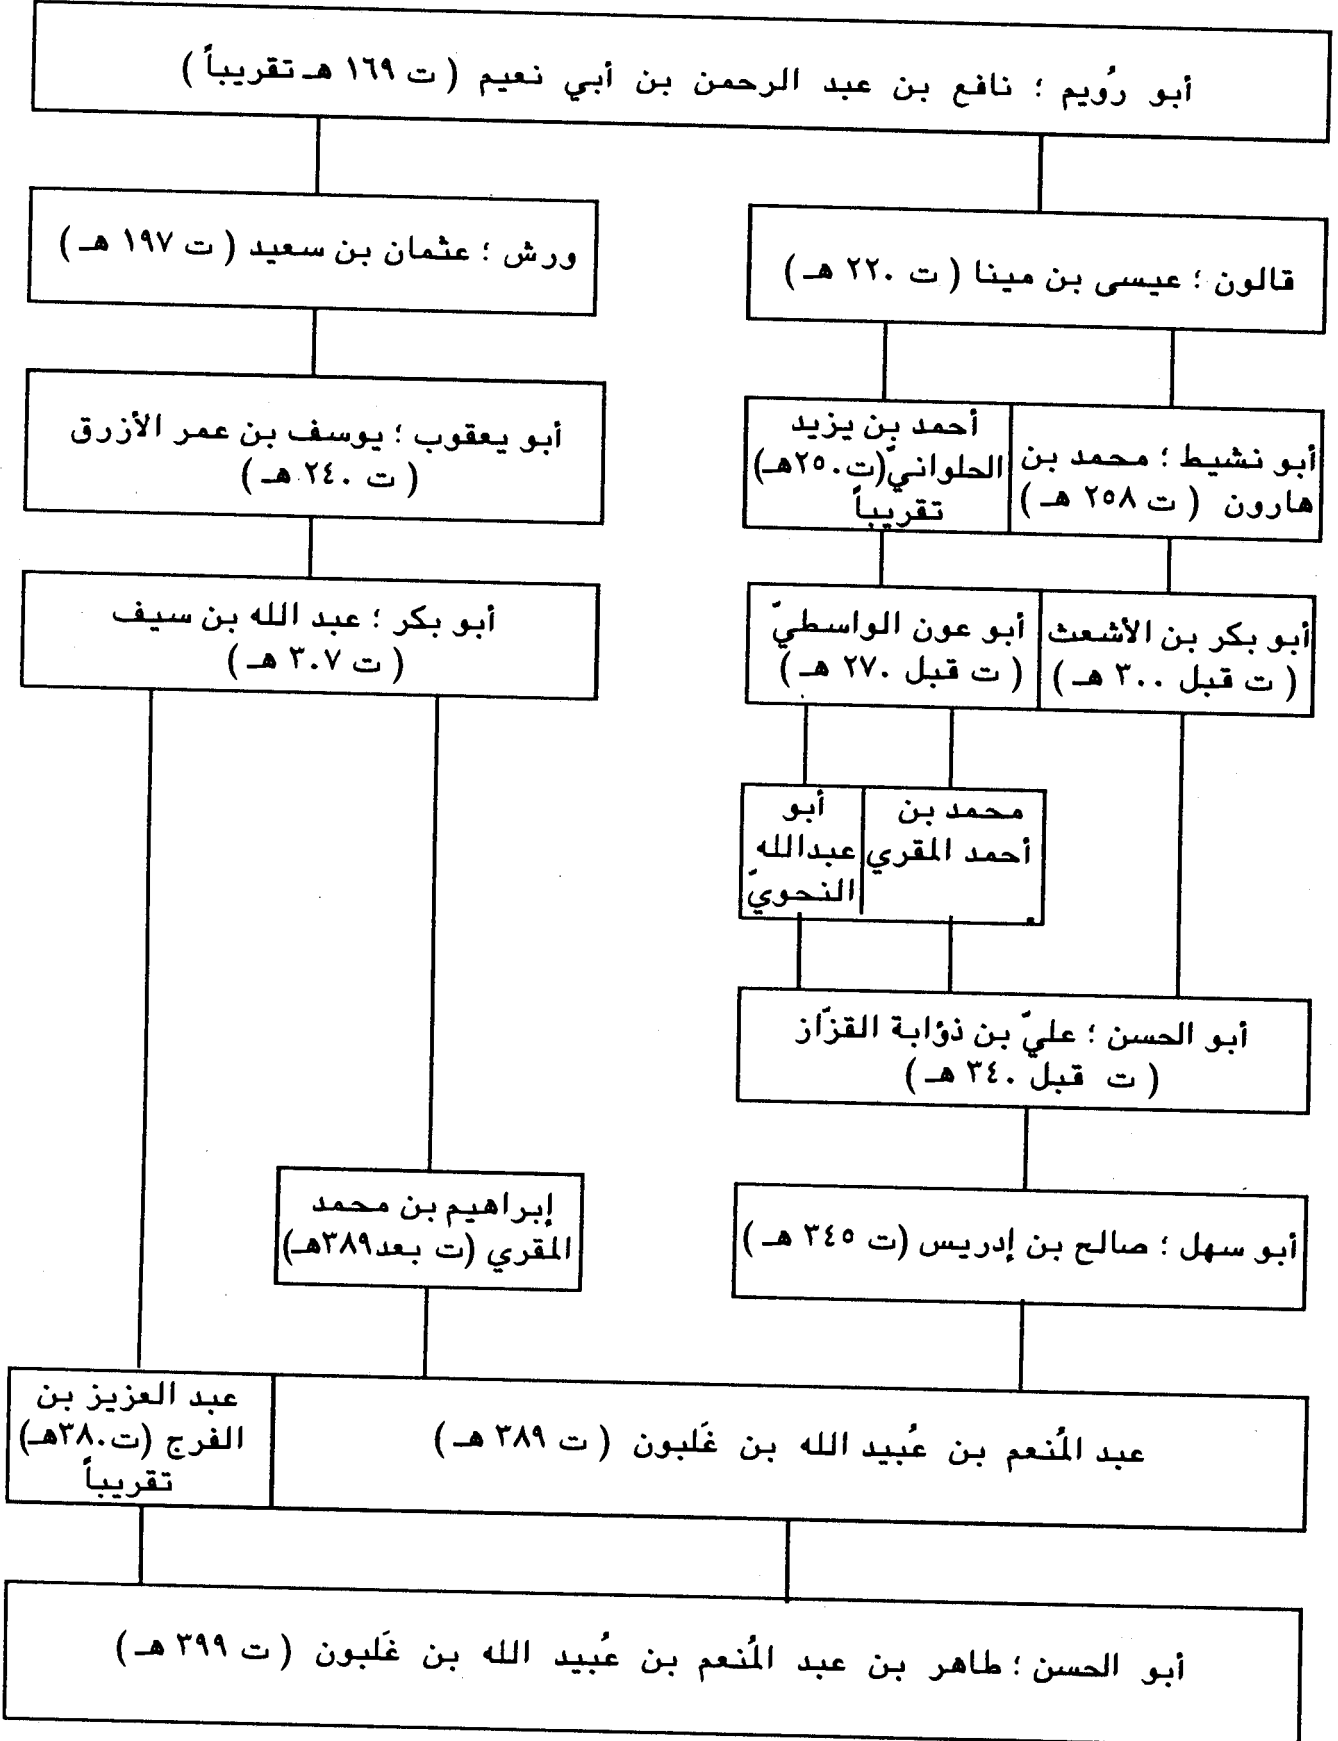 أبو رُويم ؛ نافع بن عبد الرحمن بن أبي نعيم ( ت ١٦٩ هـ تقريباً )
قالون ؛ عيسى بن مينا ( ت ٢٢٠ هـ )
ورش ؛ عثمان بن سعيد ( ت ١٩٧ هـ )
أبو نشيط ؛ محمد بن
هارون ( ت ٢٥٨ هـ )
أحمد بن يزيد
الحلوانيّ(ت٢٥٠هـ)
تقريباً
أبو يعقوب ؛ يوسف بن عمر الأزرق
( ت ٢٤٠ هـ )
أبو بكر بن الأشعث
( ت قبل ٣٠٠ هـ )
أبو عون الواسطيّ
( ت قبل ٢٧٠ هـ )
أبو بكر ؛ عبد الله بن سيف
( ت ٣٠٧ هـ )
محمد بن
أحمد المقري
أبو
عبدالله
النحويّ
أبو الحسن ؛ عليّ بن ذؤابة القزّاز
( ت قبل ٣٤٠ هـ )
أبو سهل ؛ صالح بن إدريس (ت ٣٤٥ هـ )
إبراهيم بن محمد
المقري (ت بعد٣٨٩هـ)
عبد المُنعم بن عُبيد الله بن غَلبون ( ت ٣٨٩ هـ )
عبد العزيز بن
الفرج (ت٣٨٠هـ)
تقريباً
أبو الحسن ؛ طاهر بن عبد المُنعم بن عُبيد الله بن غَلبون ( ت ٣٩٩ هـ )